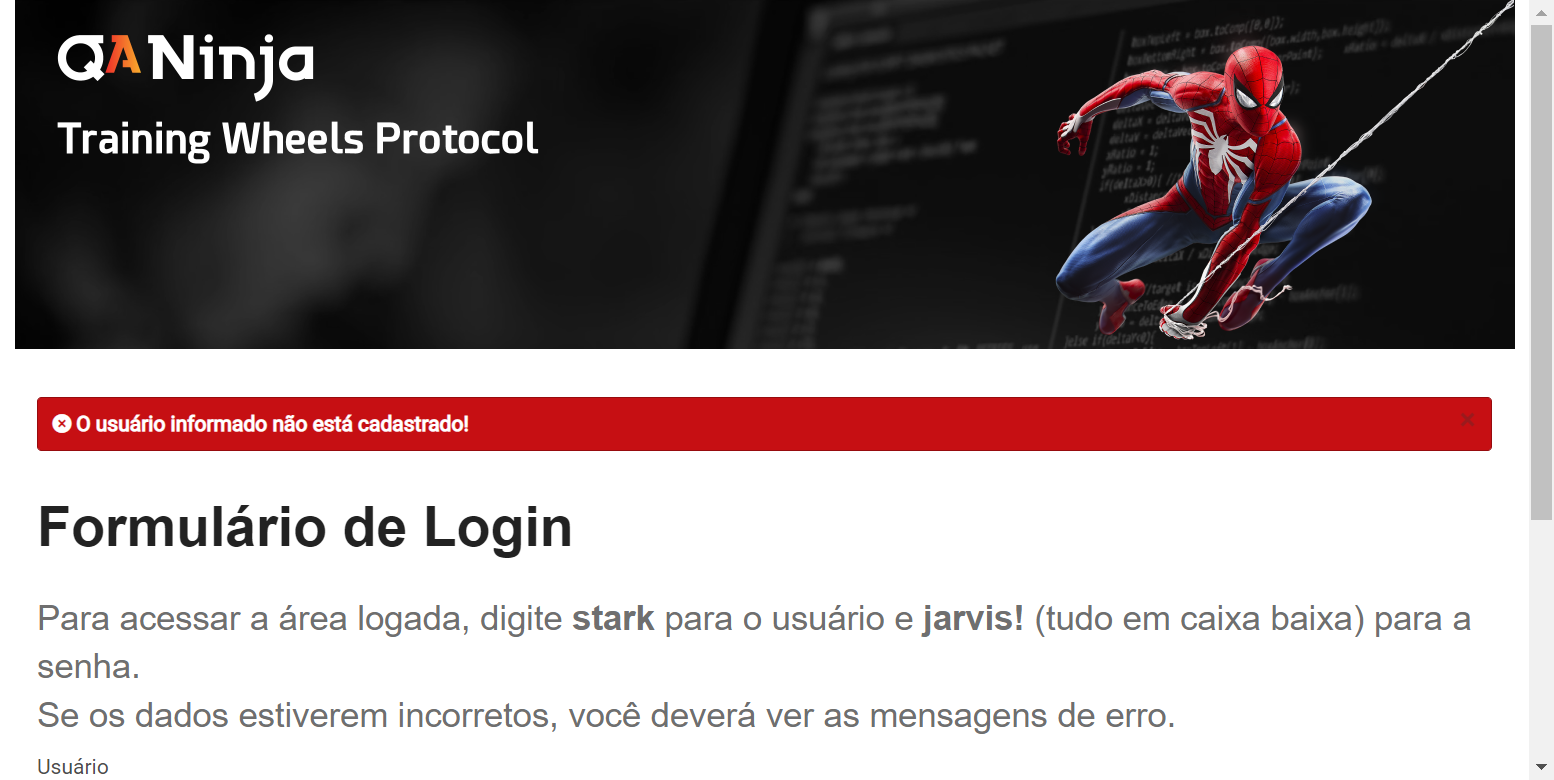 QANinja
Training Wheels Protocol
O usuário informado não está cadastrado!
×
Formulário de Login
Para acessar a área logada, digite stark para o usuário e jarvis! (tudo em caixa baixa) para a
senha.
Se os dados estiverem incorretos, você deverá ver as mensagens de erro.
Usuário